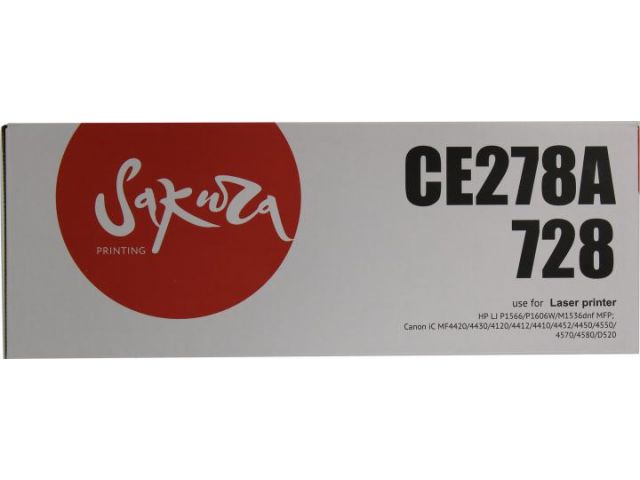 Sakura
PRINTING
CE278A
728
use for Laser printer
HP LJ P1566/P1606W/M1536dnf MFP;
Canon iC MF4420/4430/4120/4412/4410/4452/4450/4550/
4570/4580/D520